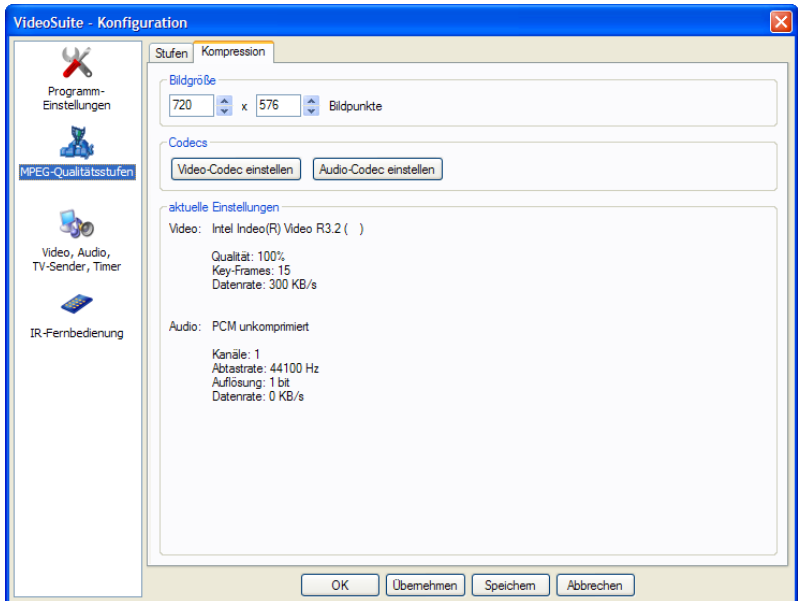 VideoSuite - Konfiguration
Programm-
Einstellungen
MPEG-Qualitätsstufen
Video, Audio,
TV-Sender, Timer
IR-Fernbedienung
Stufen Kompression
Bildgröße
720 x 576 Bildpunkte
Codecs
Video-Codec einstellen Audio-Codec einstellen
aktuelle Einstellungen
Video: Intel Indeo(R) Video R3.2 ( )
Qualität: 100%
Key-Frames: 15
Datenrate: 300 KB/s
Audio: PCM unkomprimiert
Kanäle: 1
Abtastrate: 44100 Hz
Auflösung: 1 bit
Datenrate: 0 KB/s
OK Übernehmen Speichern Abbrechen